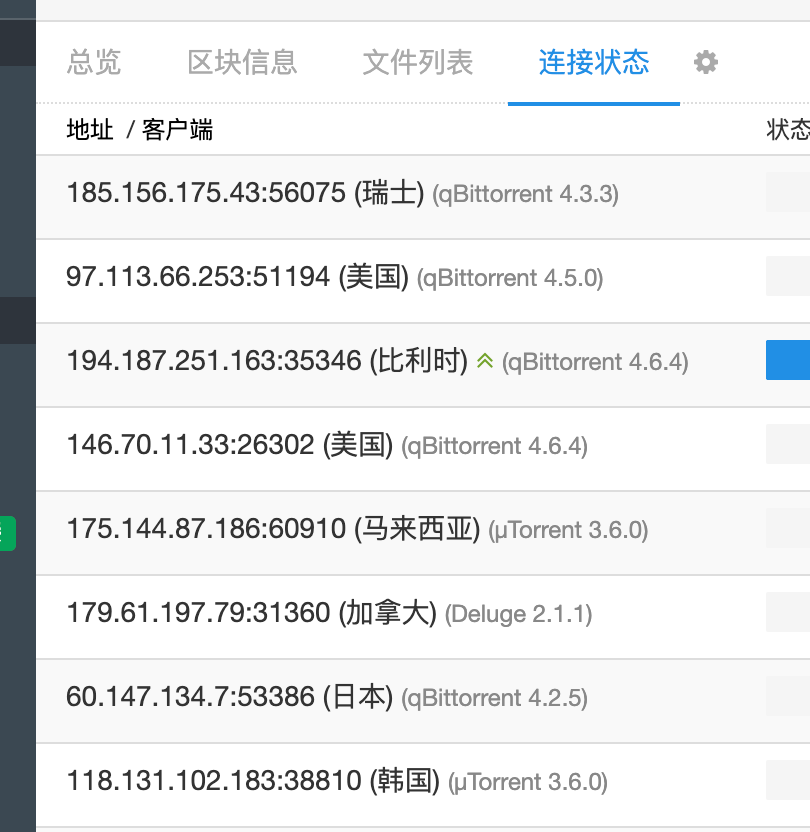 总览 区块信息 文件列表 连接状态
地址 / 客户端 状态
185.156.175.43:56075 (瑞士) (qBittorrent 4.3.3)
97.113.66.253:51194 (美国) (qBittorrent 4.5.0)
194.187.251.163:35346 (比利时) (qBittorrent 4.6.4)
146.70.11.33:26302 (美国) (qBittorrent 4.6.4)
175.144.87.186:60910 (马来西亚) (µTorrent 3.6.0)
179.61.197.79:31360 (加拿大) (Deluge 2.1.1)
60.147.134.7:53386 (日本) (qBittorrent 4.2.5)
118.131.102.183:38810 (韩国) (µTorrent 3.6.0)